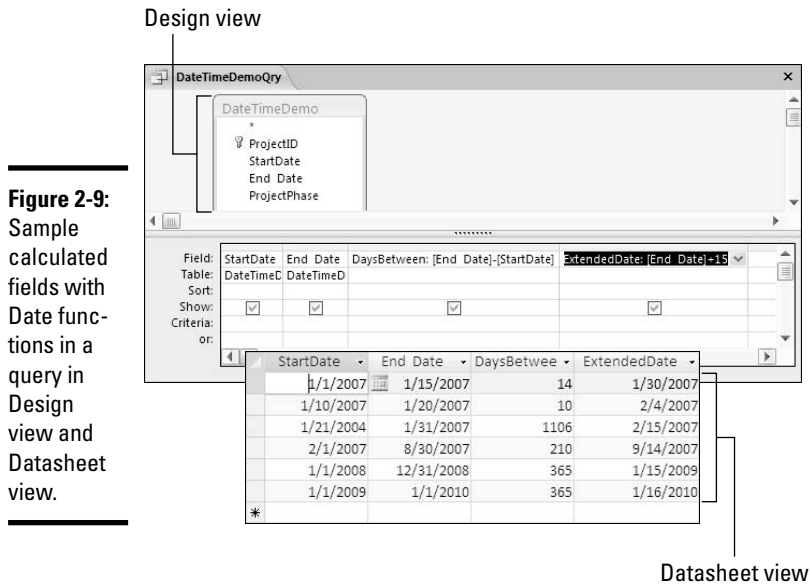 Design view
DateTimeDemoQry
DateTimeDemo
*
ProjectID
StartDate
End Date
ProjectPhase
Figure 2-9:
Sample
calculated
fields with
Date func-
tions in a
query in
Design
view and
Datasheet
view.
Field: StartDate End Date DaysBetween: [End Date]-[StartDate] ExtendedDate: [End Date]+15
Table: DateTimeD DateTimeD
Sort:
Show:
Criteria:
or:
StartDate End Date DaysBetwee ExtendedDate
1/1/2007 1/15/2007 14 1/30/2007
1/10/2007 1/20/2007 10 2/4/2007
1/21/2004 1/31/2007 1106 2/15/2007
2/1/2007 8/30/2007 210 9/14/2007
1/1/2008 12/31/2008 365 1/15/2009
1/1/2009 1/1/2010 365 1/16/2010
*
Datasheet view